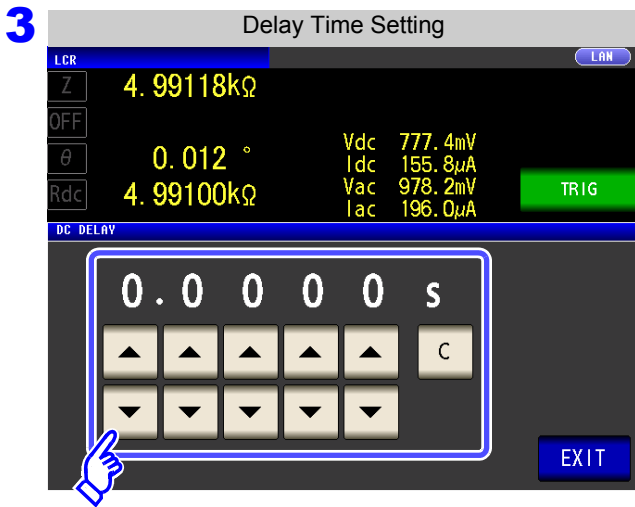 3
Delay Time Setting
LCR
LAN
Z 4.99118kΩ
OFF
θ 0.012 °
Rdc 4.99100kΩ
Vdc 777.4mV
Idc 155.8μA
Vac 978.2mV
Iac 196.0μA
TRIG
DC DELAY
0.0000 s
C
EXIT